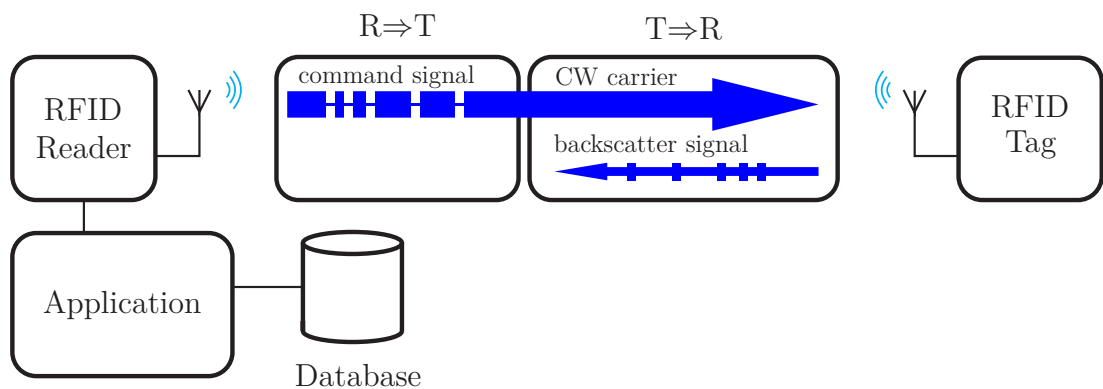 R⇒T
T⇒R
command signal
CW carrier
RFID
Reader
backscatter signal
RFID
Tag
Application
Database